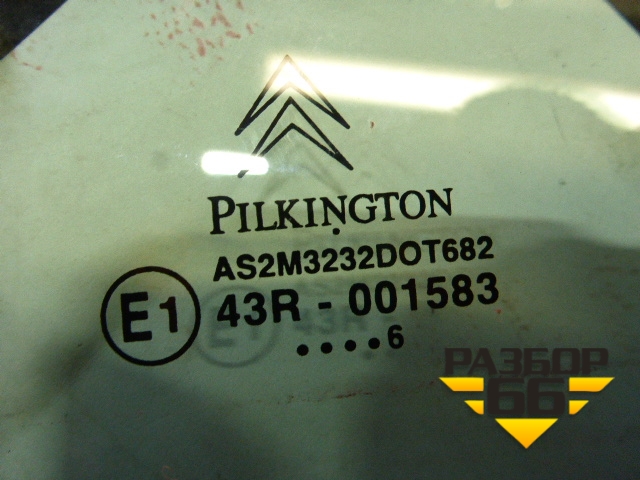 PILKINGTON
AS2M3232DOT682
E1 43R - 001583
••••6
РАЗБОР
66